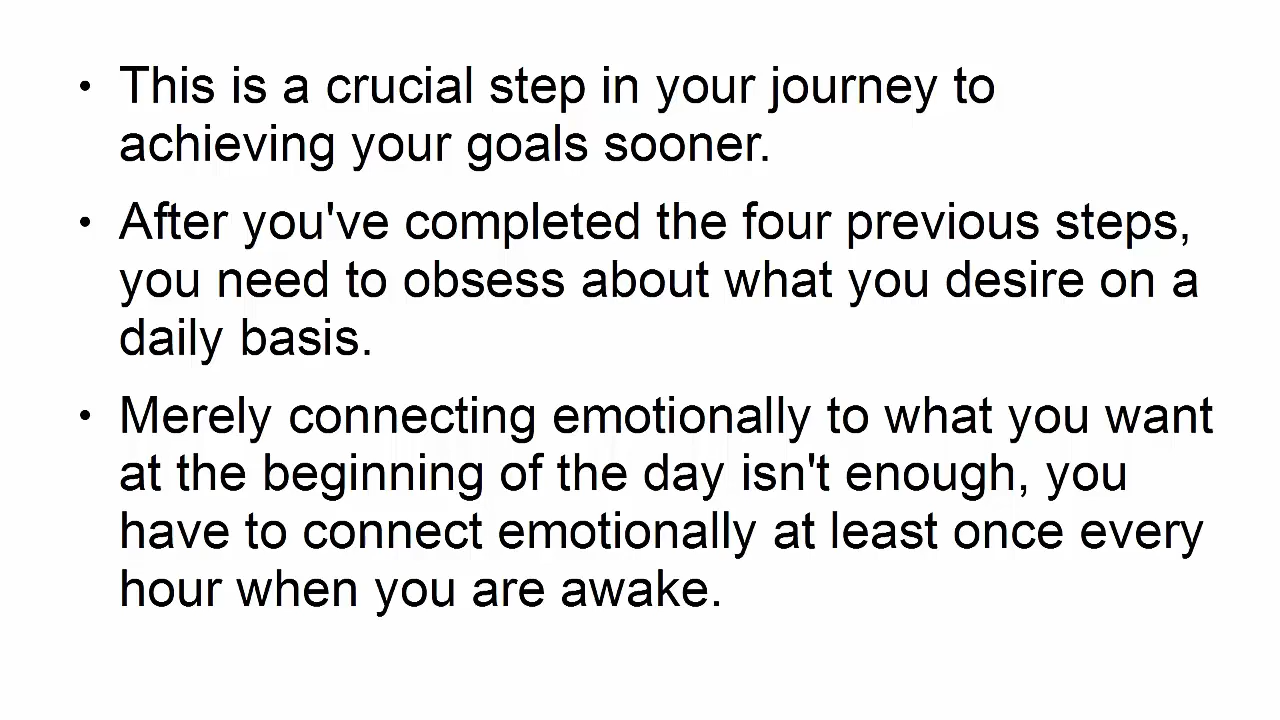 • This is a crucial step in your journey to
achieving your goals sooner.
• After you've completed the four previous steps,
you need to obsess about what you desire on a
daily basis.
• Merely connecting emotionally to what you want
at the beginning of the day isn't enough, you
have to connect emotionally at least once every
hour when you are awake.